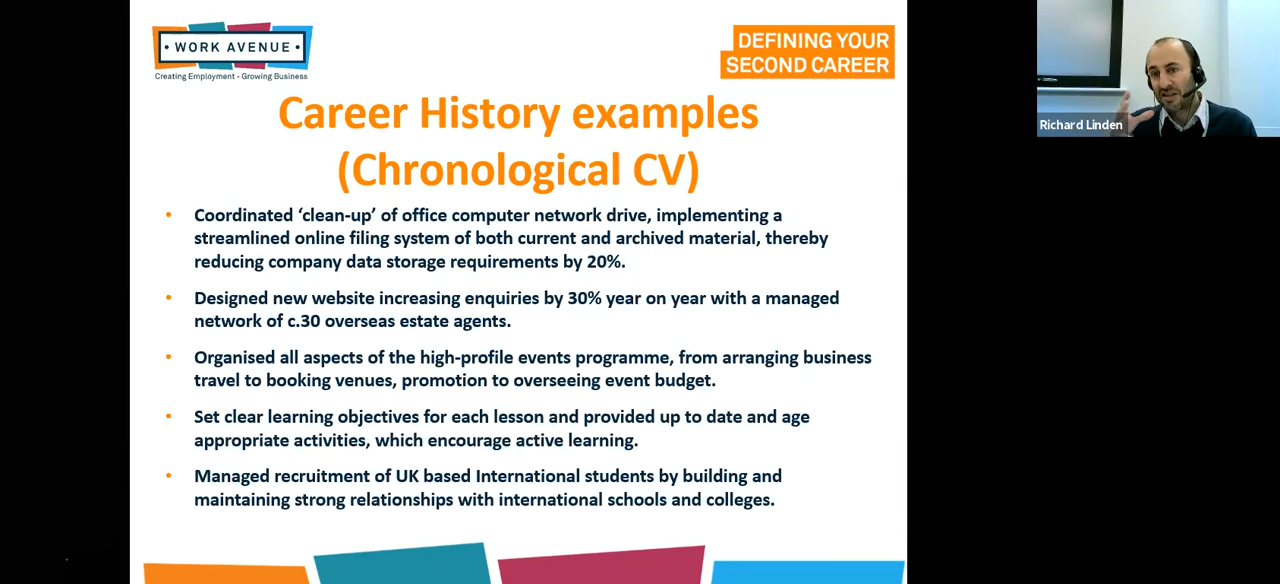 • WORK AVENUE •
Creating Employment • Growing Business
DEFINING YOUR
SECOND CAREER
Career History examples
(Chronological CV)
• Coordinated ‘clean-up’ of office computer network drive, implementing a
streamlined online filing system of both current and archived material, thereby
reducing company data storage requirements by 20%.
• Designed new website increasing enquiries by 30% year on year with a managed
network of c.30 overseas estate agents.
• Organised all aspects of the high-profile events programme, from arranging business
travel to booking venues, promotion to overseeing event budget.
• Set clear learning objectives for each lesson and provided up to date and age
appropriate activities, which encourage active learning.
• Managed recruitment of UK based International students by building and
maintaining strong relationships with international schools and colleges.
Richard Linden